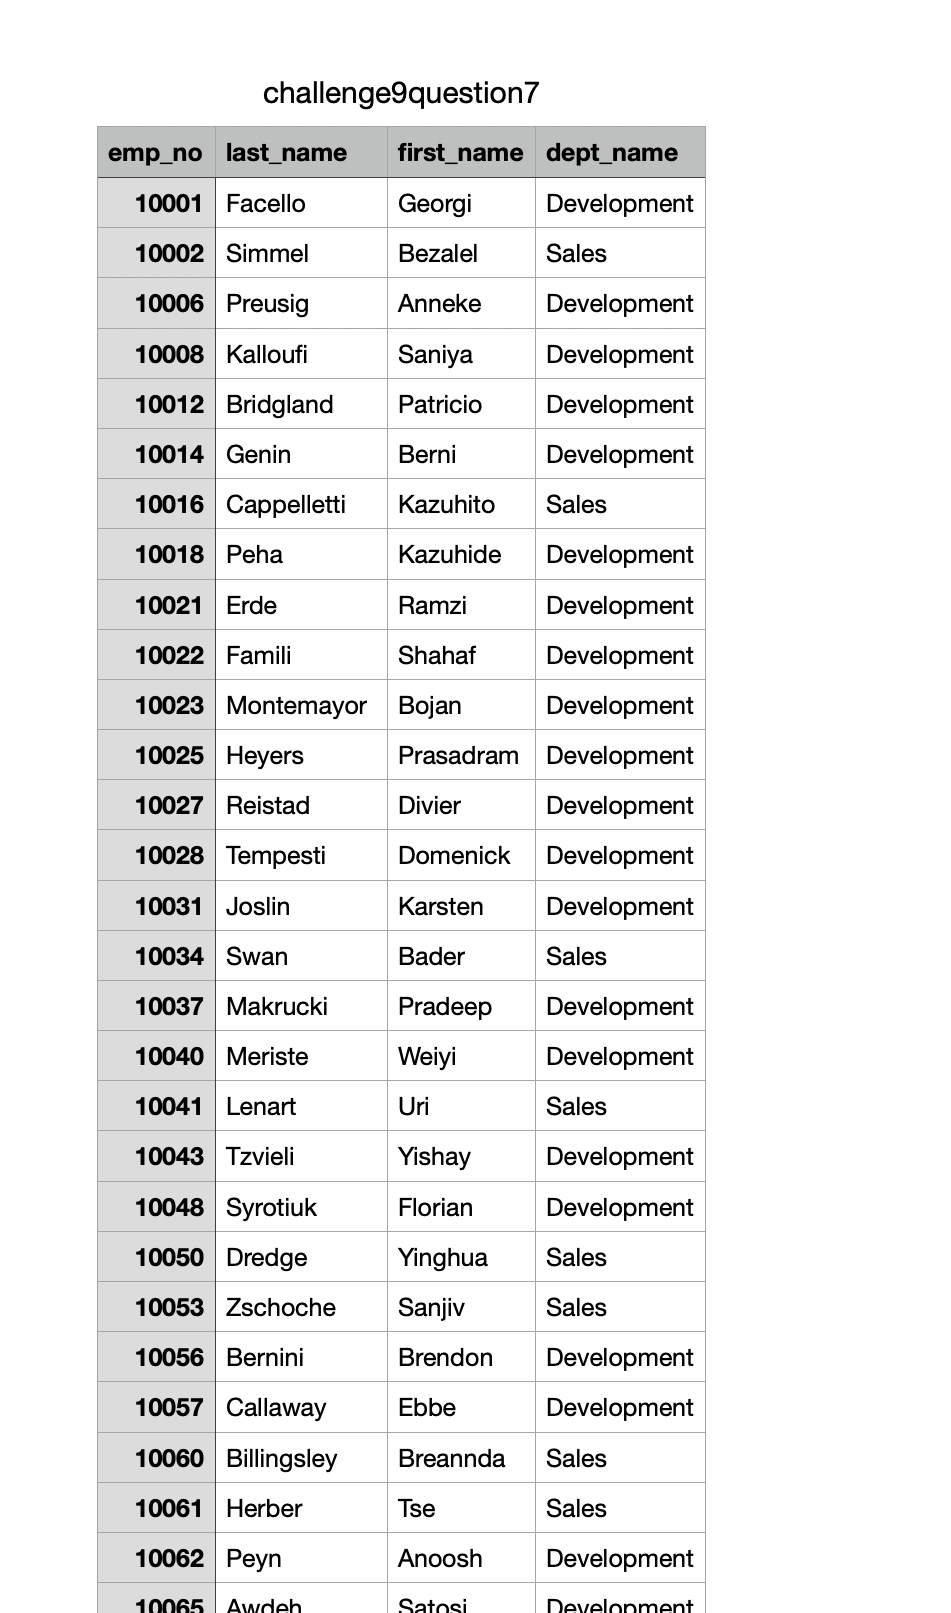 challenge9question7
emp_no last_name first_name dept_name
10001 Facello Georgi Development
10002 Simmel Bezalel Sales
10006 Preusig Anneke Development
10008 Kalloufi Saniya Development
10012 Bridgland Patricio Development
10014 Genin Berni Development
10016 Cappelletti Kazuhito Sales
10018 Peha Kazuhide Development
10021 Erde Ramzi Development
10022 Famili Shahaf Development
10023 Montemayor Bojan Development
10025 Heyers Prasadram Development
10027 Reistad Divier Development
10028 Tempesti Domenick Development
10031 Joslin Karsten Development
10034 Swan Bader Sales
10037 Makrucki Pradeep Development
10040 Meriste Weiyi Development
10041 Lenart Uri Sales
10043 Tzvieli Yishay Development
10048 Syrotiuk Florian Development
10050 Dredge Yinghua Sales
10053 Zschoche Sanjiv Sales
10056 Bernini Brendon Development
10057 Callaway Ebbe Development
10060 Billingsley Breannda Sales
10061 Herber Tse Sales
10062 Peyn Anoosh Development
10065 Awdeh Satosi Development